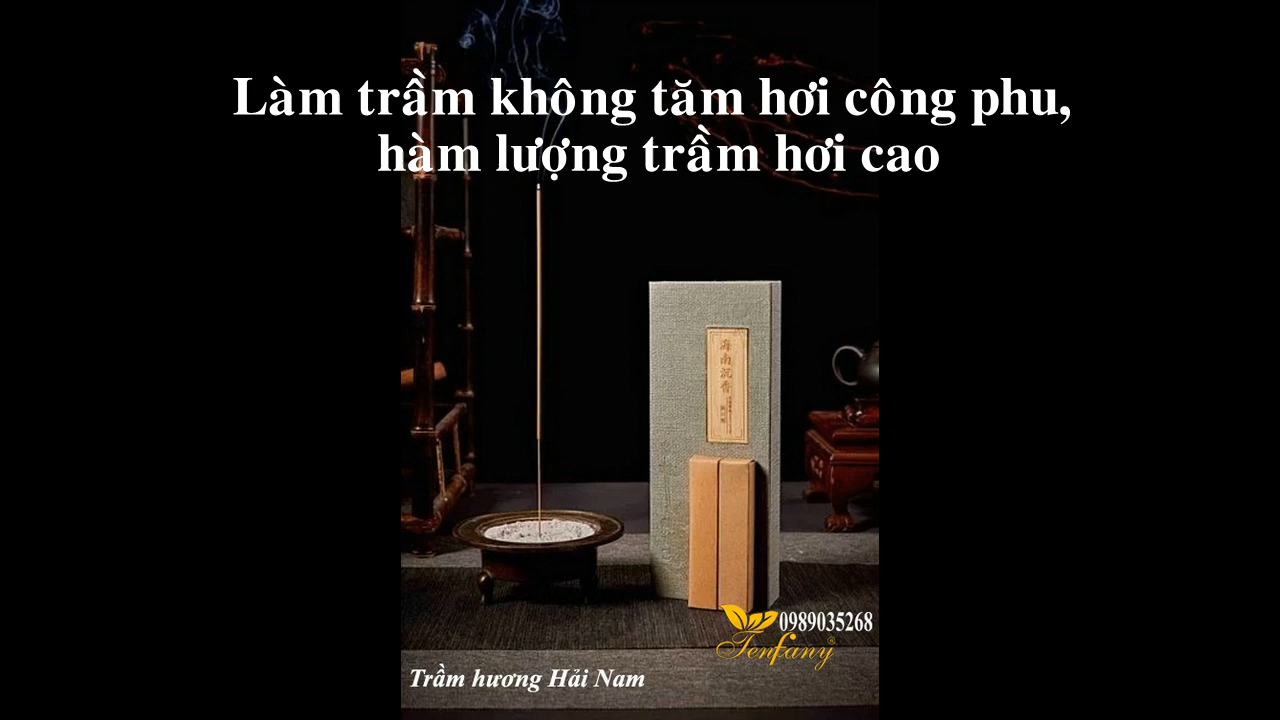 Làm trầm không tăm hơi công phu,
hàm lượng trầm hơi cao
海南沉香
0989035268
Tenfany
Trầm hương Hải Nam